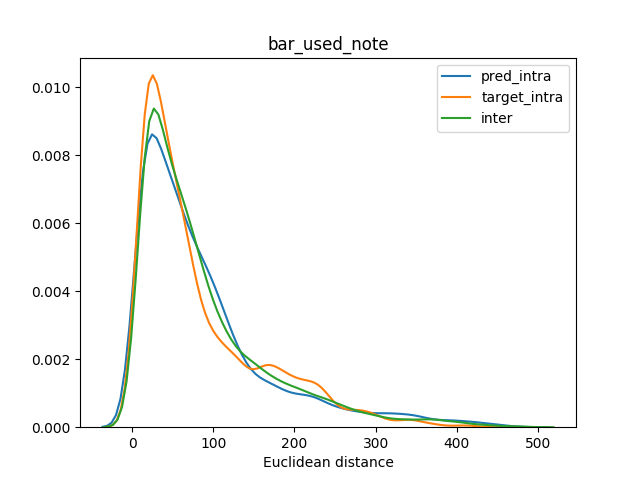 bar_used_note
pred_intra
target_intra
inter
0.010
0.008
0.006
0.004
0.002
0.000
0 100 200 300 400 500
Euclidean distance